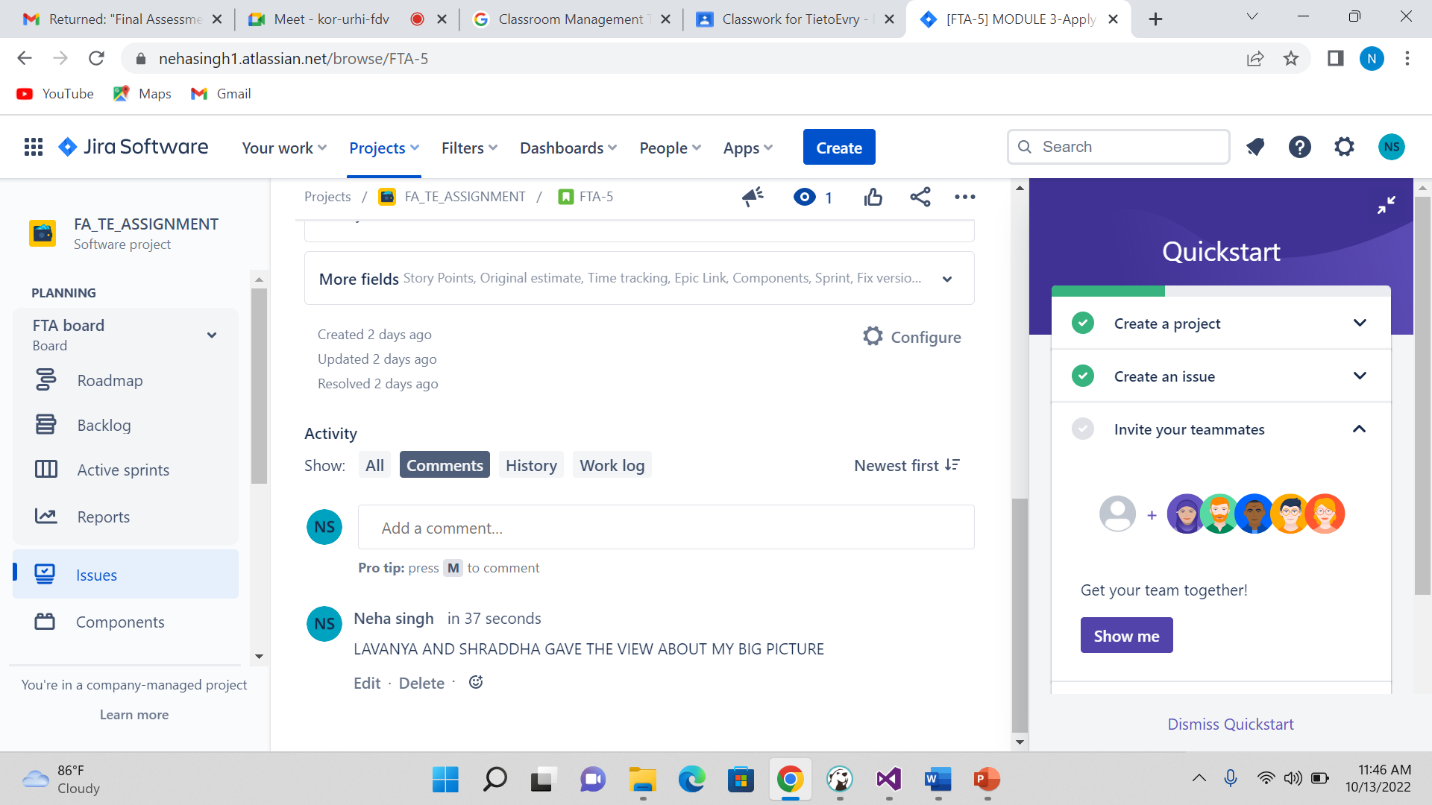 Returned: "Final Assessme
Meet - kor-urhi-fdv
Classroom Management T
Classwork for TietoEvry -
[FTA-5] MODULE 3-Apply
nehasingh1.atlassian.net/browse/FTA-5
N
YouTube Maps Gmail
Jira Software Your work Projects Filters Dashboards People Apps Create Search NS
FA_TE_ASSIGNMENT
Software project
PLANNING
FTA board
Board
Roadmap
Backlog
Active sprints
Reports
Issues
Components
You're in a company-managed project
Learn more
Projects / FA_TE_ASSIGNMENT / FTA-5 1
More fields Story Points, Original estimate, Time tracking, Epic Link, Components, Sprint, Fix versio...
Created 2 days ago
Configure
Updated 2 days ago
Resolved 2 days ago
Activity
Show: All Comments History Work log Newest first
NS Add a comment...
Pro tip: press M to comment
NS Neha singh in 37 seconds
LAVANYA AND SHRADDHA GAVE THE VIEW ABOUT MY BIG PICTURE
Edit · Delete ·
Quickstart
Create a project
Create an issue
Invite your teammates
+
Get your team together!
Show me
Dismiss Quickstart
86°F
Cloudy
11:46 AM
10/13/2022